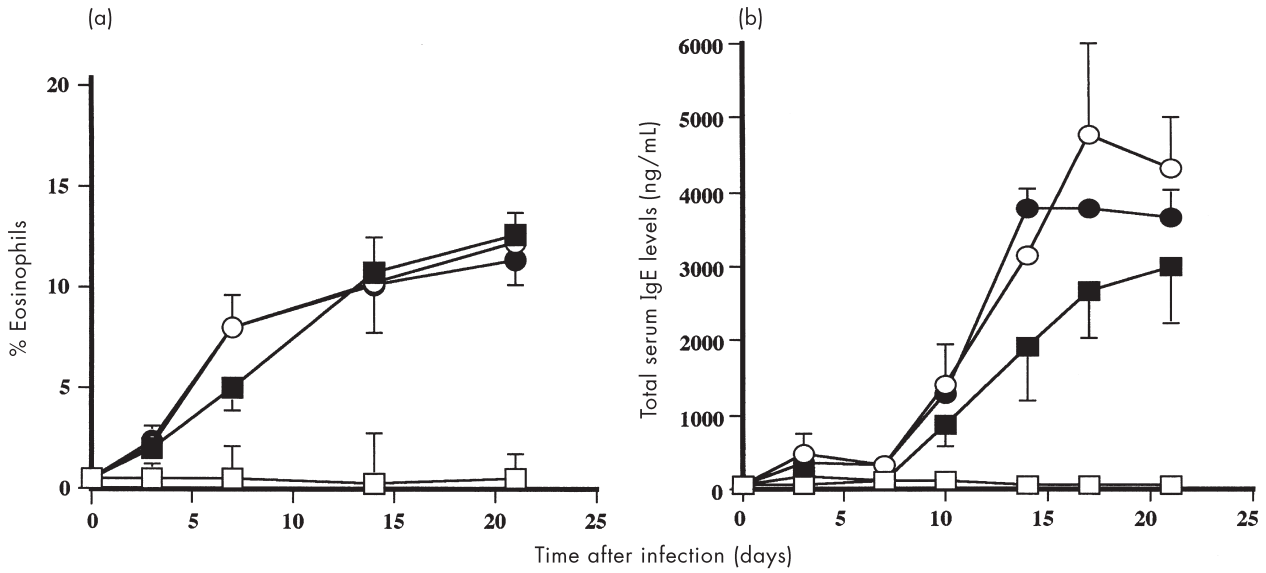 (a)
20
15
10
5
0
0 5 10 15 20 25
% Eosinophils
(b)
6000
5000
4000
3000
2000
1000
0
0 5 10 15 20 25
Total serum IgE levels (ng/mL)
Time after infection (days)